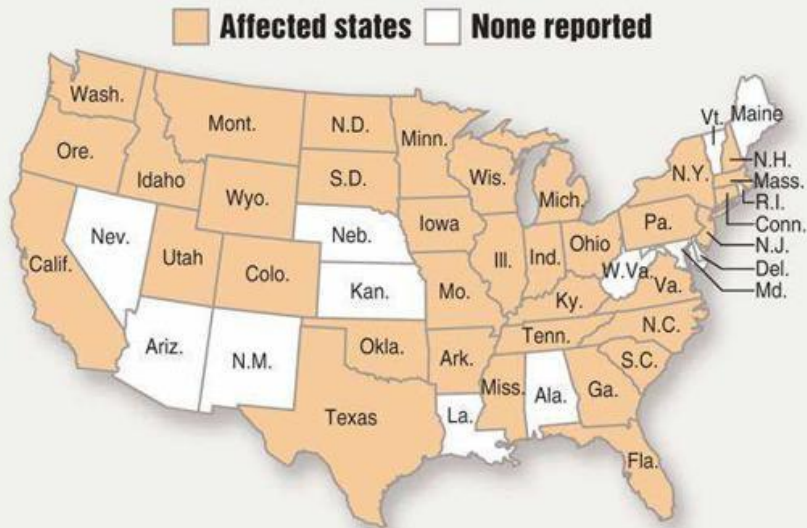 Affected states None reported
Wash.
Mont.
N.D.
Minn.
Vt.
Maine
Ore.
Idaho
Wyo.
S.D.
Wis.
Mich.
N.Y.
N.H.
Mass.
R.I.
Conn.
Nev.
Utah
Colo.
Neb.
Iowa
Ill.
Ind.
Ohio
Pa.
N.J.
Del.
Md.
Calif.
Kan.
Mo.
Ky.
W.Va.
Va.
Ariz.
N.M.
Okla.
Ark.
Tenn.
N.C.
S.C.
Texas
La.
Miss.
Ala.
Ga.
Fla.